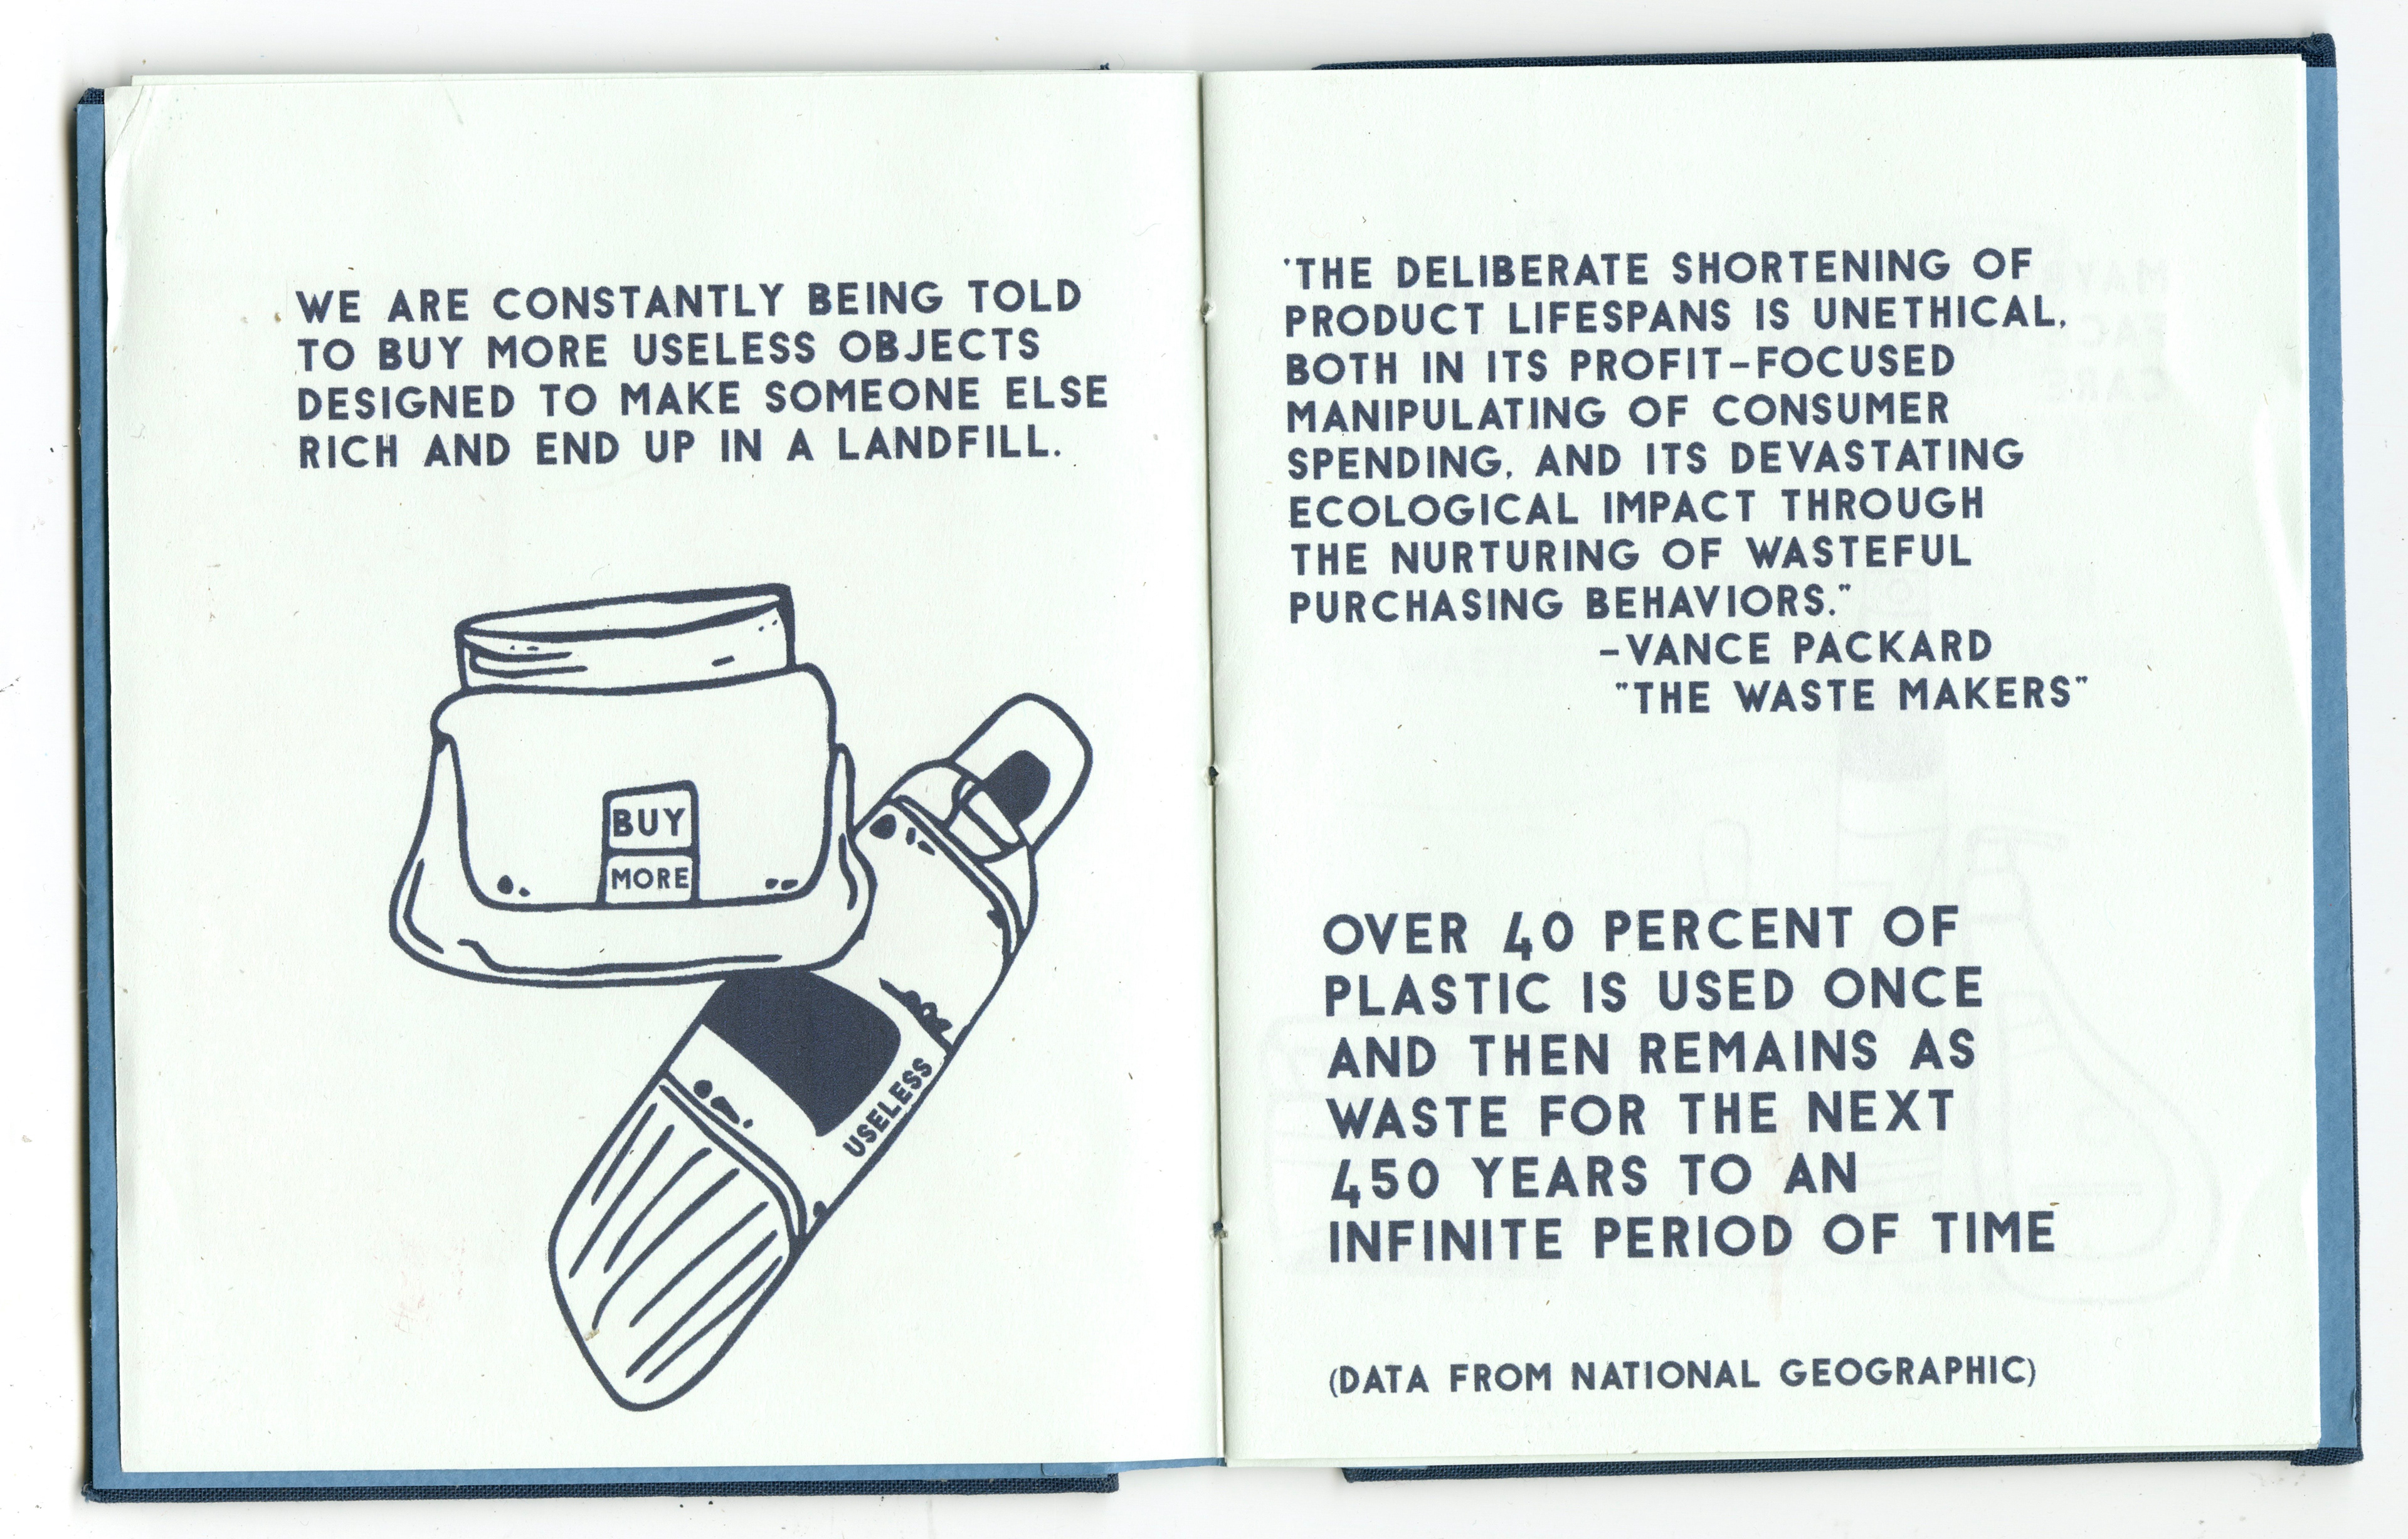 WE ARE CONSTANTLY BEING TOLD
TO BUY MORE USELESS OBJECTS
DESIGNED TO MAKE SOMEONE ELSE
RICH AND END UP IN A LANDFILL.
BUY
MORE
USELESS
"THE DELIBERATE SHORTENING OF
PRODUCT LIFESPANS IS UNETHICAL,
BOTH IN ITS PROFIT-FOCUSED
MANIPULATING OF CONSUMER
SPENDING, AND ITS DEVASTATING
ECOLOGICAL IMPACT THROUGH
THE NURTURING OF WASTEFUL
PURCHASING BEHAVIORS."
-VANCE PACKARD
"THE WASTE MAKERS"
OVER 40 PERCENT OF
PLASTIC IS USED ONCE
AND THEN REMAINS AS
WASTE FOR THE NEXT
450 YEARS TO AN
INFINITE PERIOD OF TIME
(DATA FROM NATIONAL GEOGRAPHIC)